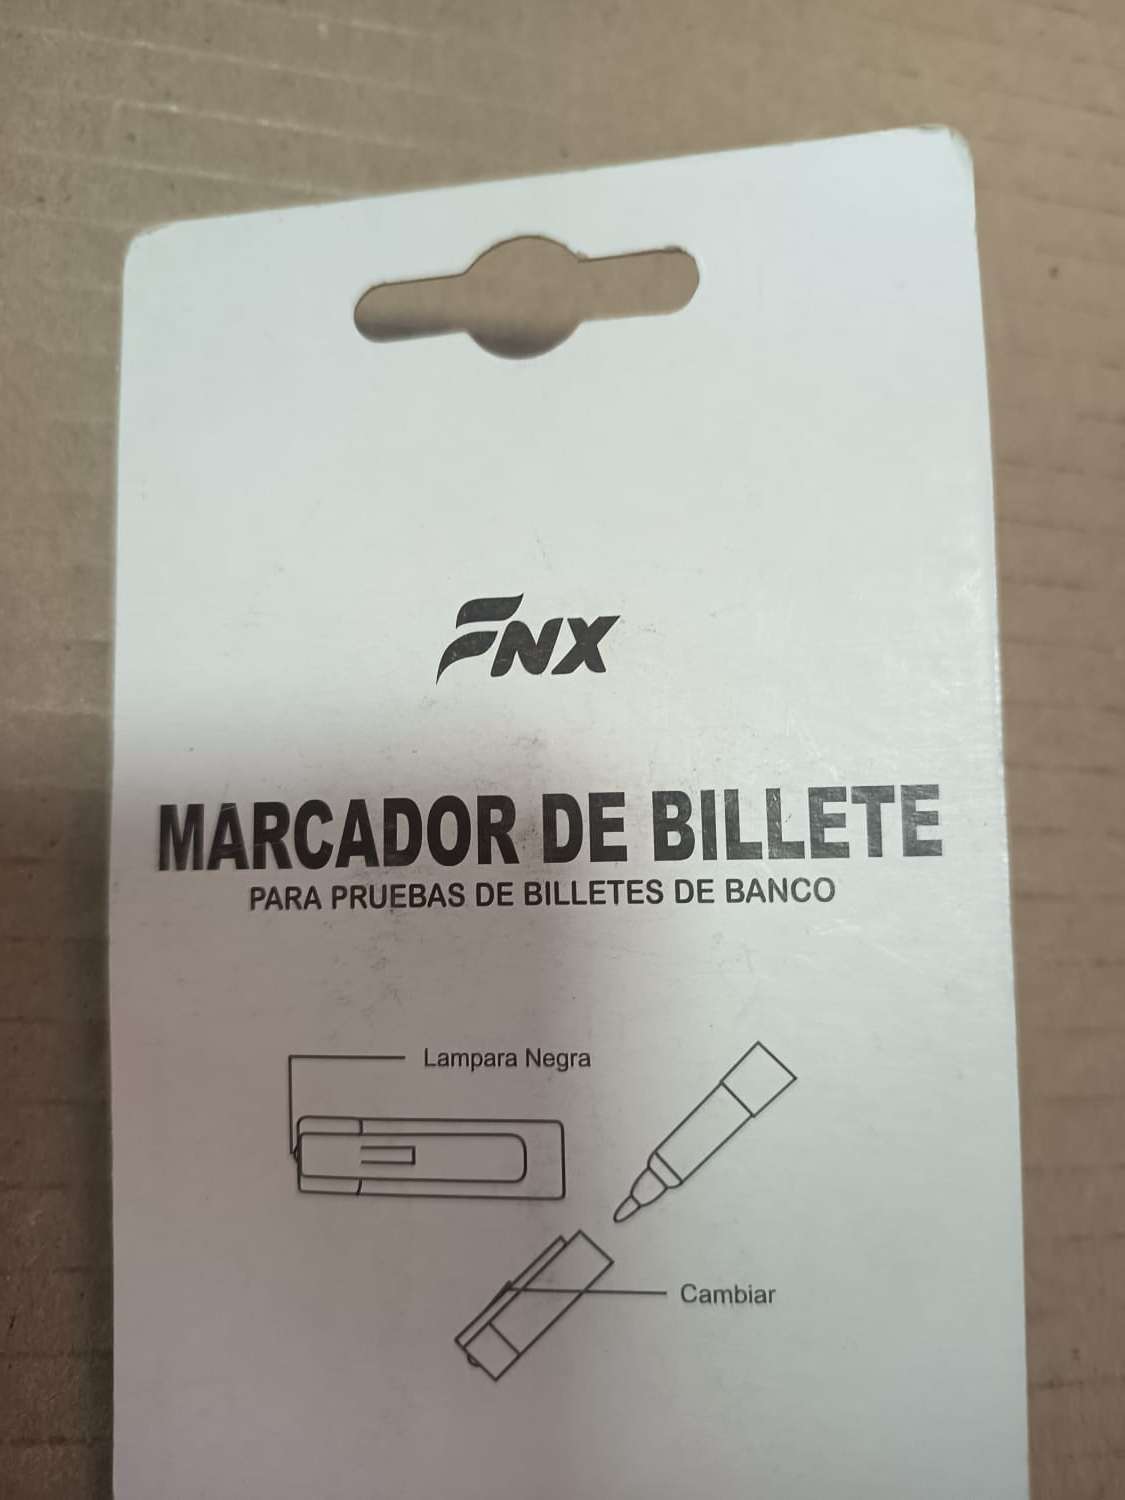 FNX
MARCADOR DE BILLETE
PARA PRUEBAS DE BILLETES DE BANCO
Lampara Negra
Cambiar